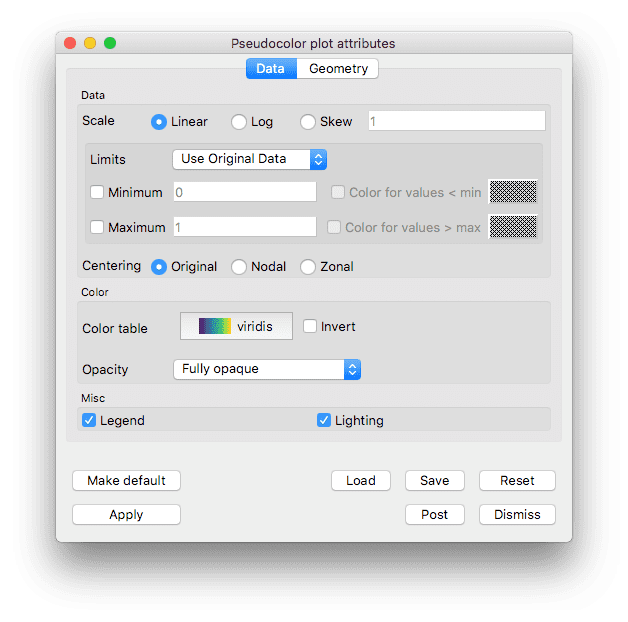 Pseudocolor plot attributes
Data Geometry
Data
Scale Linear Log Skew 1
Limits Use Original Data
Minimum 0 Color for values < min
Maximum 1 Color for values > max
Centering Original Nodal Zonal
Color
Color table viridis Invert
Opacity Fully opaque
Misc
Legend Lighting
Make default Load Save Reset
Apply Post Dismiss